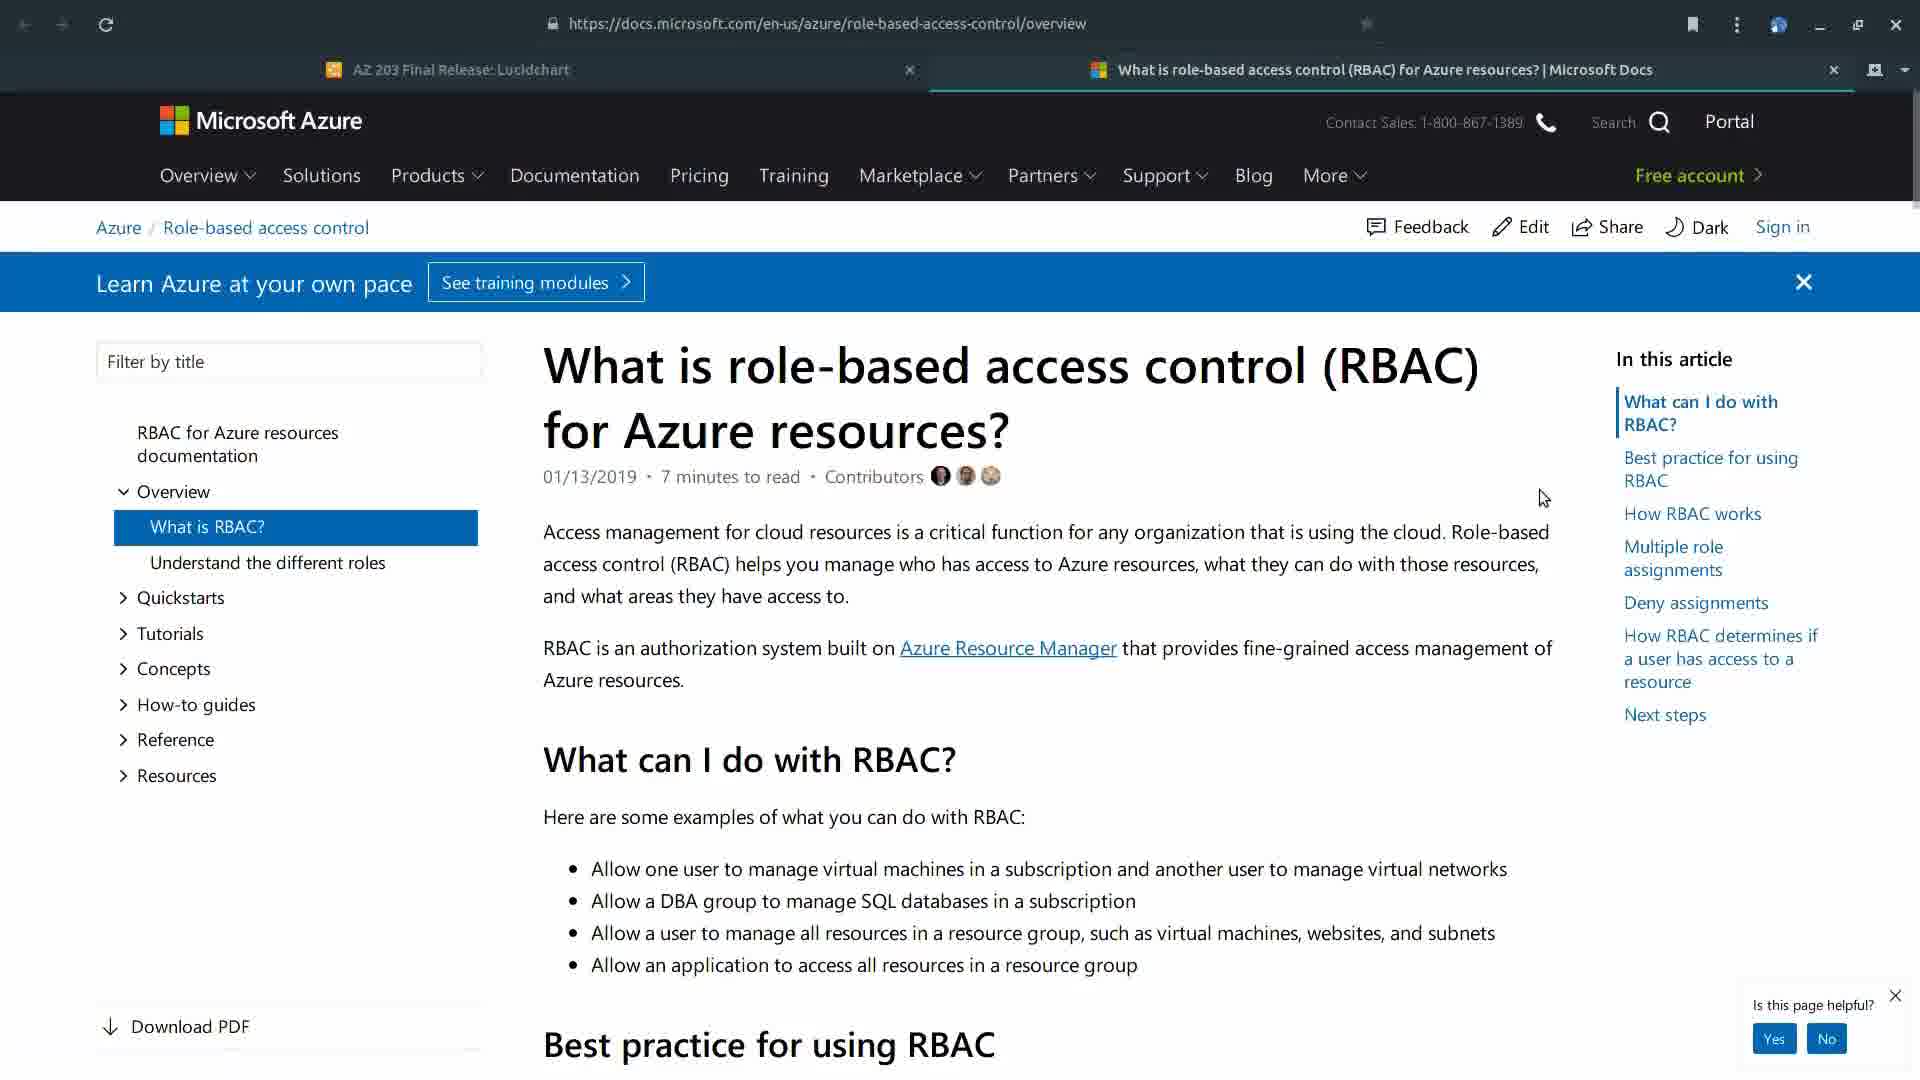 https://docs.microsoft.com/en-us/azure/role-based-access-control/overview
AZ 203 Final Release: Lucidchart
What is role-based access control (RBAC) for Azure resources? | Microsoft Docs
Microsoft Azure
Contact Sales: 1-800-867-1389
Search
Portal
Overview
Solutions
Products
Documentation
Pricing
Training
Marketplace
Partners
Support
Blog
More
Free account
Azure / Role-based access control
Feedback
Edit
Share
Dark
Sign in
Learn Azure at your own pace
See training modules
Filter by title
RBAC for Azure resources
documentation
Overview
What is RBAC?
Understand the different roles
Quickstarts
Tutorials
Concepts
How-to guides
Reference
Resources
Download PDF
What is role-based access control (RBAC)
for Azure resources?
01/13/2019 • 7 minutes to read • Contributors
Access management for cloud resources is a critical function for any organization that is using the cloud. Role-based
access control (RBAC) helps you manage who has access to Azure resources, what they can do with those resources,
and what areas they have access to.
RBAC is an authorization system built on Azure Resource Manager that provides fine-grained access management of
Azure resources.
What can I do with RBAC?
Here are some examples of what you can do with RBAC:
• Allow one user to manage virtual machines in a subscription and another user to manage virtual networks
• Allow a DBA group to manage SQL databases in a subscription
• Allow a user to manage all resources in a resource group, such as virtual machines, websites, and subnets
• Allow an application to access all resources in a resource group
Best practice for using RBAC
In this article
What can I do with
RBAC?
Best practice for using
RBAC
How RBAC works
Multiple role
assignments
Deny assignments
How RBAC determines if
a user has access to a
resource
Next steps
Is this page helpful?
Yes
No